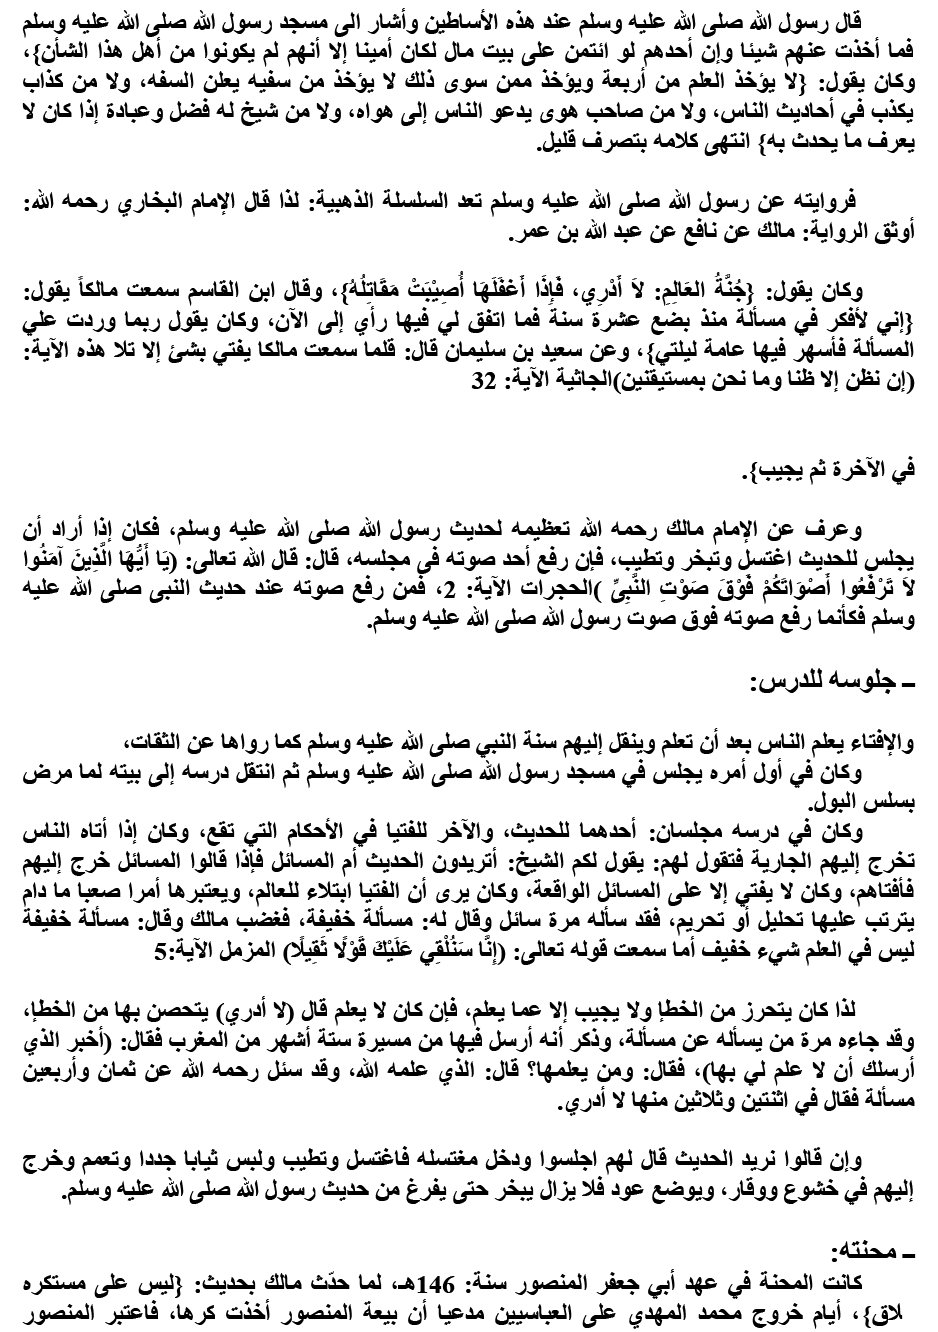 قال رسول الله صلى الله عليه وسلم عند هذه الأساطين وأشار الى مسجد رسول الله صلى الله عليه وسلم
فما أخذت عنهم شيئا وإن أحدهم لو ائتمن على بيت مال لكان أمينا إلا أنهم لم يكونوا من أهل هذا الشأن}،
وكان يقول: {لا يؤخذ العلم من أربعة ويؤخذ ممن سوى ذلك لا يؤخذ من سفيه يعلن السفه، ولا من كذاب
يكذب في أحاديث الناس، ولا من صاحب هوى يدعو الناس إلى هواه، ولا من شيخ له فضل وعبادة إذا كان لا
يعرف ما يحدث به} انتهى كلامه بتصرف قليل.
فروايته عن رسول الله صلى الله عليه وسلم تعد السلسلة الذهبية: لذا قال الإمام البخاري رحمه الله:
أوثق الرواية: مالك عن نافع عن عبد الله بن عمر.
وكان يقول: {جُنَّةُ العَالِمِ: لاَ أَدْرِي، فَإِذَا أَغْفَلَهَا أُصِيْبَتْ مَقَاتِلُهُ}، وقال ابن القاسم سمعت مالكاً يقول:
{إني لأفكر في مسألة منذ بضع عشرة سنة فما اتفق لي فيها رأي إلى الآن، وكان يقول ربما وردت علي
المسألة فأسهر فيها عامة ليلتي}، وعن سعيد بن سليمان قال: قلما سمعت مالكا يفتي بشئ إلا تلا هذه الآية:
(إن نظن إلا ظنا وما نحن بمستيقنين)الجاثية الآية: 32
في الآخرة ثم يجيب}.
وعرف عن الإمام مالك رحمه الله تعظيمه لحديث رسول الله صلى الله عليه وسلم، فكان إذا أراد أن
يجلس للحديث اغتسل وتبخر وتطيب، فإن رفع أحد صوته في مجلسه، قال: قال الله تعالى: (يَا أَيُّهَا الَّذِينَ آمَنُوا
لاَ تَرْفَعُوا أَصْوَاتَكُمْ فَوْقَ صَوْتِ النَّبِيِّ )الحجرات الآية: 2، فمن رفع صوته عند حديث النبى صلى الله عليه
وسلم فكأنما رفع صوته فوق صوت رسول الله صلى الله عليه وسلم.
ـ جلوسه للدرس:
والإفتاء يعلم الناس بعد أن تعلم وينقل إليهم سنة النبي صلى الله عليه وسلم كما رواها عن الثقات،
وكان في أول أمره يجلس في مسجد رسول الله صلى الله عليه وسلم ثم انتقل درسه إلى بيته لما مرض
بسلس البول.
وكان في درسه مجلسان: أحدهما للحديث، والآخر للفتيا في الأحكام التي تقع، وكان إذا أتاه الناس
تخرج إليهم الجارية فتقول لهم: يقول لكم الشيخ: أتريدون الحديث أم المسائل فإذا قالوا المسائل خرج إليهم
فأفتاهم، وكان لا يفتي إلا على المسائل الواقعة، وكان يرى أن الفتيا ابتلاء للعالم، ويعتبرها أمرا صعبا ما دام
يترتب عليها تحليل أو تحريم، فقد سأله مرة سائل وقال له: مسألة خفيفة، فغضب مالك وقال: مسألة خفيفة
ليس في العلم شيء خفيف أما سمعت قوله تعالى: (إِنَّا سَنُلْقِي عَلَيْكَ قَوْلًا ثَقِيلًا) المزمل الآية:5
لذا كان يتحرز من الخطإ ولا يجيب إلا عما يعلم، فإن كان لا يعلم قال (لا أدري) يتحصن بها من الخطإ،
وقد جاءه مرة من يسأله عن مسألة، وذكر أنه أرسل فيها من مسيرة ستة أشهر من المغرب فقال: (أخبر الذي
أرسلك أن لا علم لي بها)، فقال: ومن يعلمها؟ قال: الذي علمه الله، وقد سئل رحمه الله عن ثمان وأربعين
مسألة فقال في اثنتين وثلاثين منها لا أدري.
وإن قالوا نريد الحديث قال لهم اجلسوا ودخل مغتسله فاغتسل وتطيب ولبس ثيابا جددا وتعمم وخرج
إليهم في خشوع ووقار، ويوضع عود فلا يزال يبخر حتى يفرغ من حديث رسول الله صلى الله عليه وسلم.
ـ محنته:
كانت المحنة في عهد أبي جعفر المنصور سنة: 146هـ، لما حدّث مالك بحديث: {ليس على مستكره
لاق}، أيام خروج محمد المهدي على العباسيين مدعيا أن بيعة المنصور أخذت كرها، فاعتبر المنصور